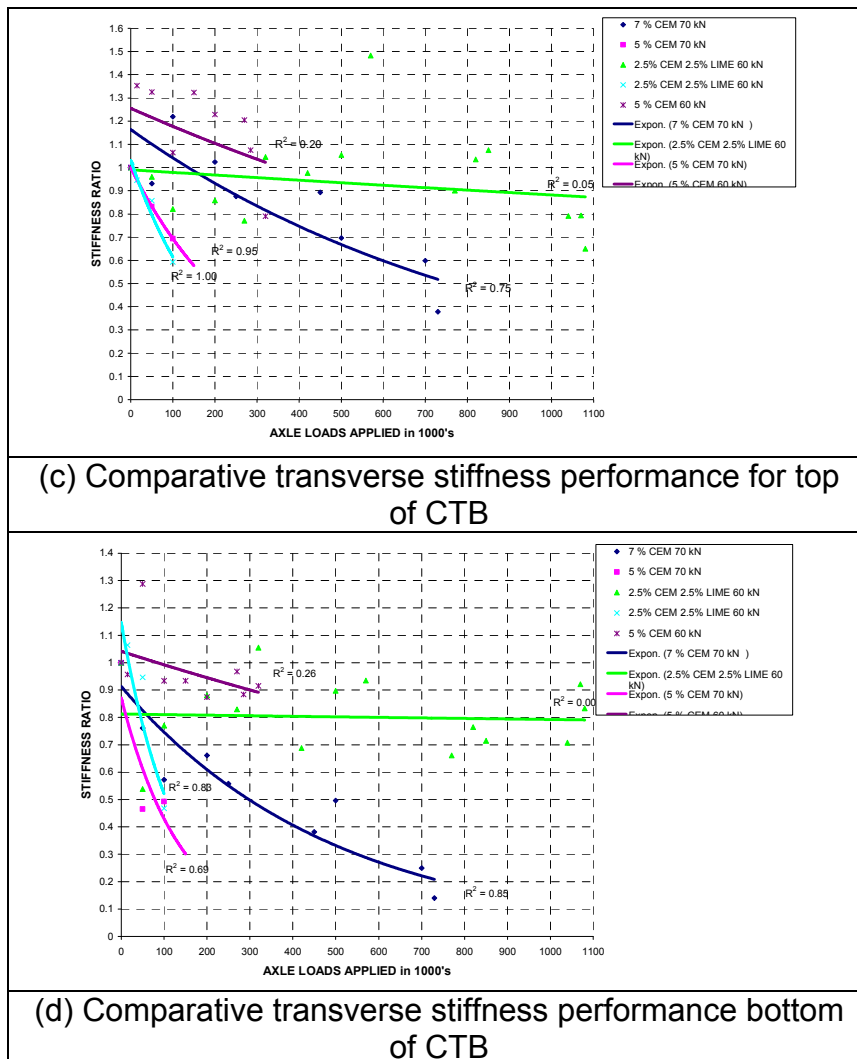 1.6
1.5
1.4
1.3
1.2
1.1
1
0.9
0.8
0.7
0.6
0.5
0.4
0.3
0.2
0.1
0
STIFFNESS RATIO
R² = 0.20
R² = 0.05
R² = 0.95
R² = 1.00
R² = 0.75
0 100 200 300 400 500 600 700 800 900 1000 1100
AXLE LOADS APPLIED in 1000's
7 % CEM 70 kN
5 % CEM 70 kN
2.5% CEM 2.5% LIME 60 kN
2.5% CEM 2.5% LIME 60 kN
5 % CEM 60 kN
Expon. (7 % CEM 70 kN )
Expon. (2.5% CEM 2.5% LIME 60
kN)
Expon. (5 % CEM 70 kN)
Expon. (5 % CEM 60 kN)
(c) Comparative transverse stiffness performance for top
of CTB
1.4
1.3
1.2
1.1
1
0.9
0.8
0.7
0.6
0.5
0.4
0.3
0.2
0.1
0
STIFFNESS RATIO
R² = 0.26
R² = 0.00
R² = 0.83
R² = 0.69
R² = 0.85
0 100 200 300 400 500 600 700 800 900 1000 1100
AXLE LOADS APPLIED in 1000's
7 % CEM 70 kN
5 % CEM 70 kN
2.5% CEM 2.5% LIME 60 kN
2.5% CEM 2.5% LIME 60 kN
5 % CEM 60 kN
Expon. (7 % CEM 70 kN )
Expon. (2.5% CEM 2.5% LIME 60
kN)
Expon. (5 % CEM 70 kN)
Expon. (5 % CEM 60 kN)
(d) Comparative transverse stiffness performance bottom
of CTB